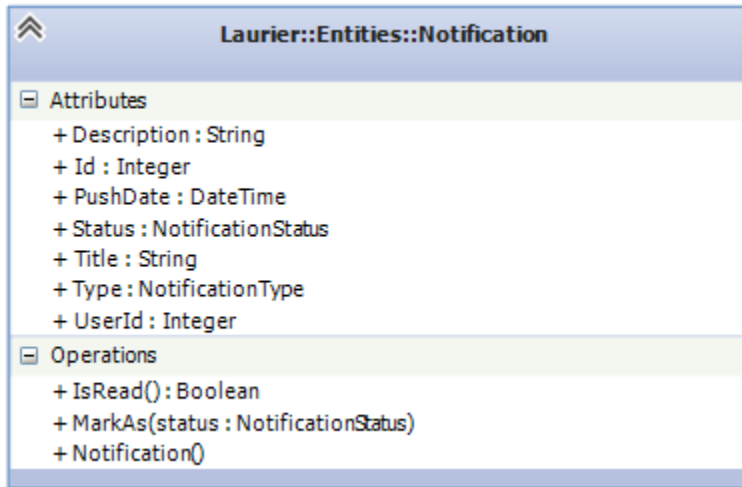 Laurier::Entities::Notification
Attributes
+ Description : String
+ Id : Integer
+ PushDate : DateTime
+ Status : NotificationStatus
+ Title : String
+ Type : NotificationType
+ UserId : Integer
Operations
+ IsRead() : Boolean
+ MarkAs(status : NotificationStatus)
+ Notification()